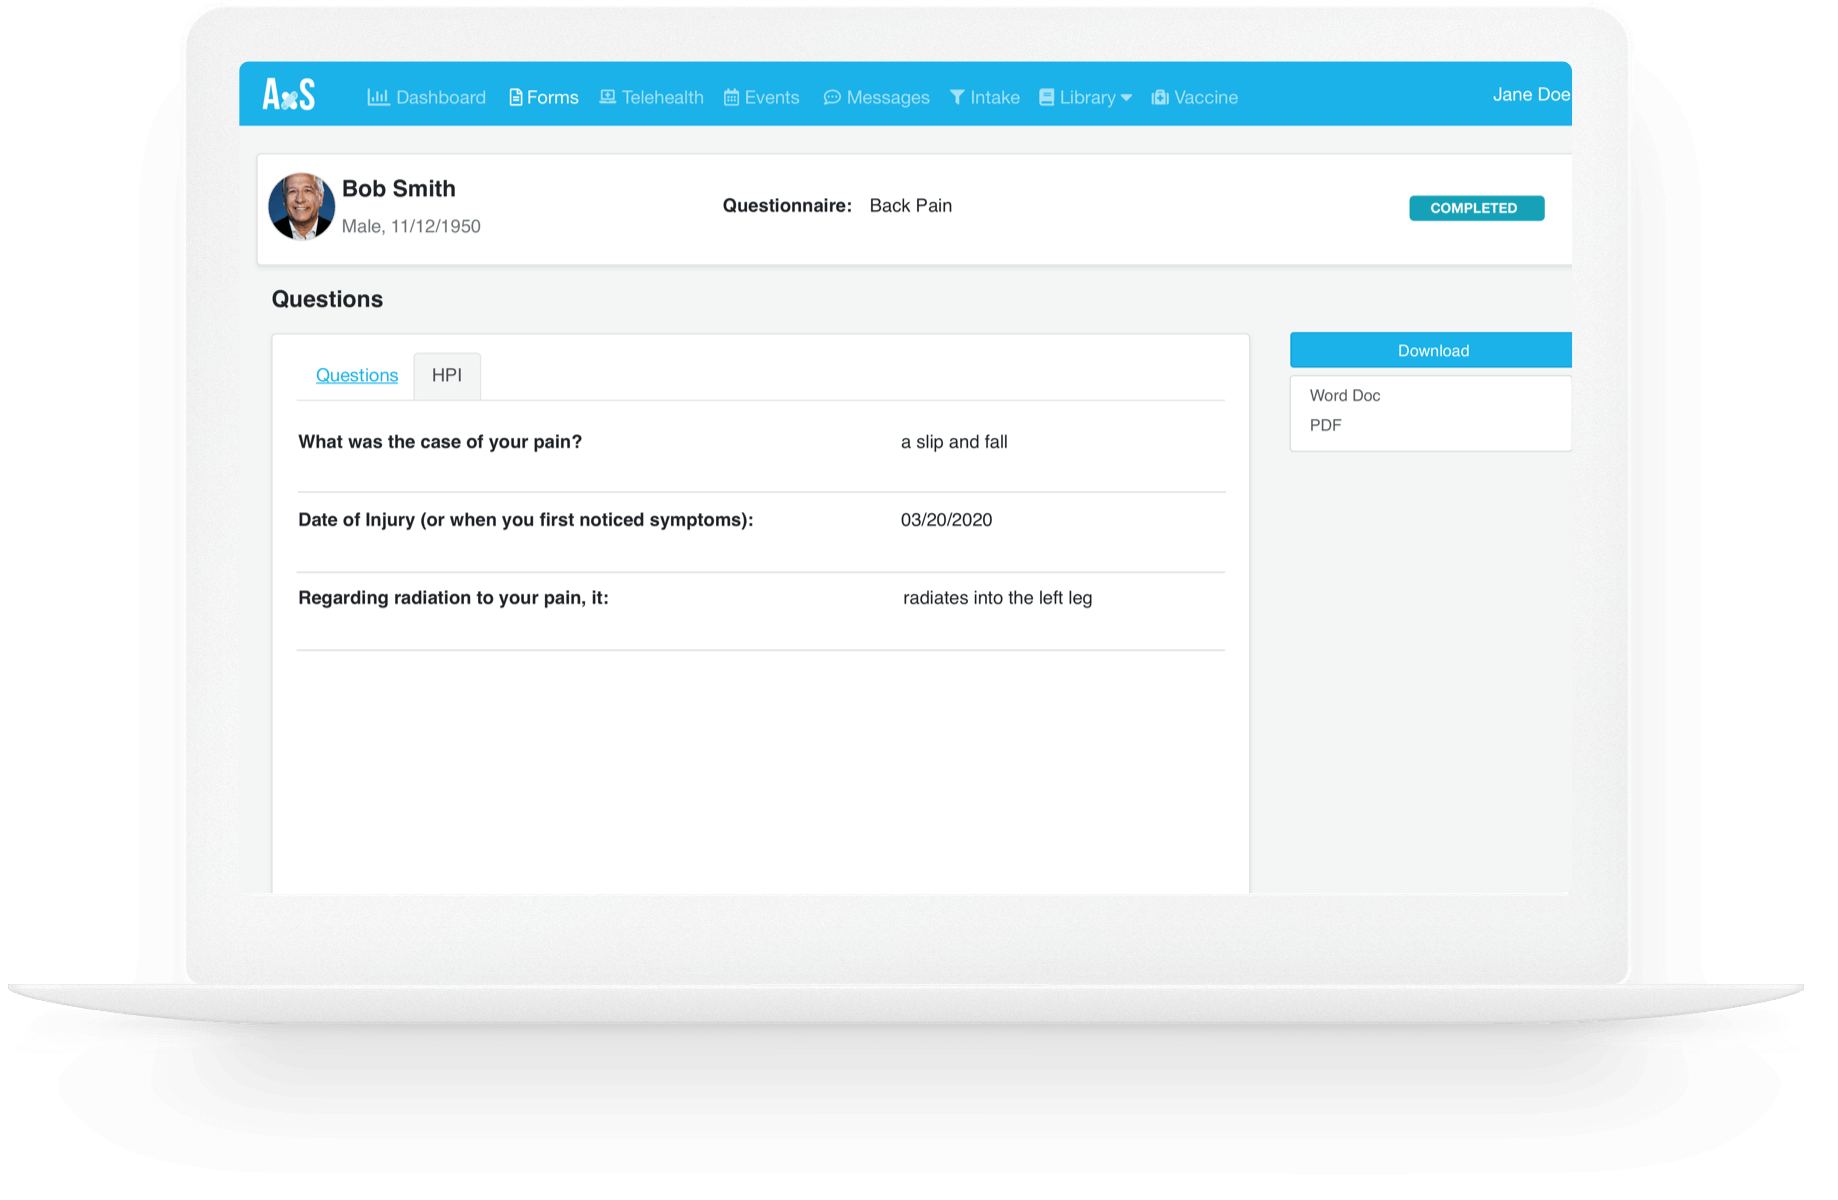 AxS Dashboard Forms Telehealth Events Messages Intake Library Vaccine Jane Doe
Bob Smith
Male, 11/12/1950
Questionnaire: Back Pain
COMPLETED
Questions
Download
Word Doc
PDF
Questions HPI
What was the case of your pain? a slip and fall
Date of Injury (or when you first noticed symptoms): 03/20/2020
Regarding radiation to your pain, it: radiates into the left leg